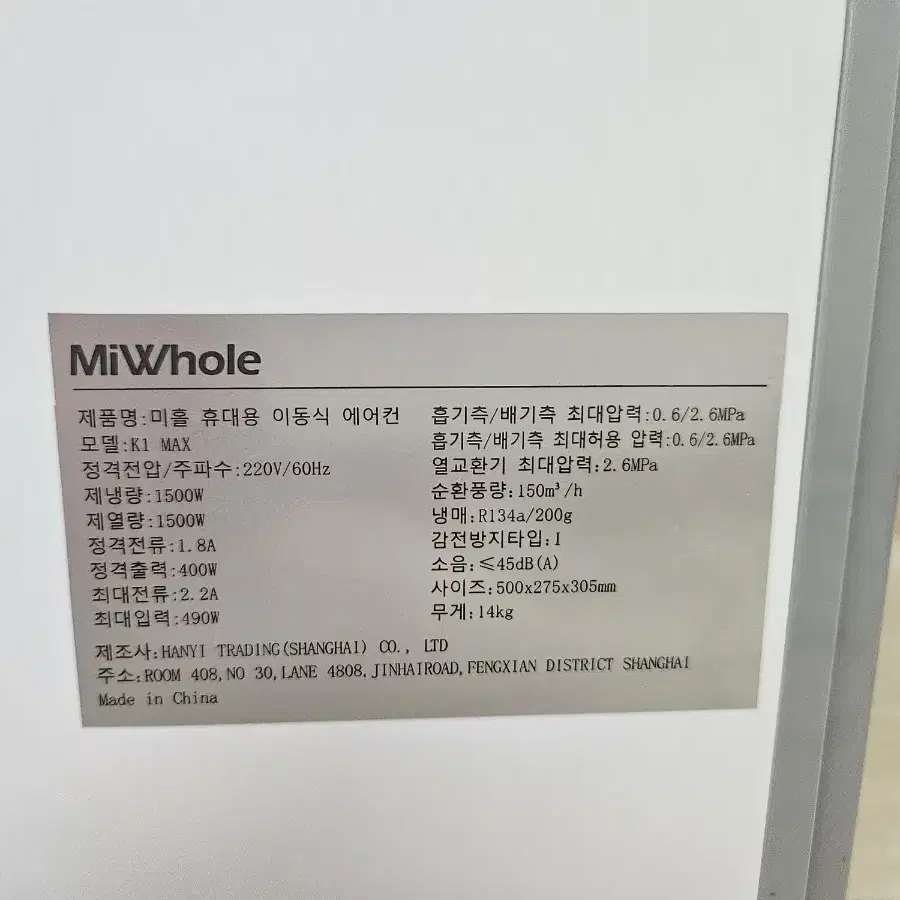 MiWhole
제품명:미홀 휴대용 이동식 에어컨
모델:K1 MAX
정격전압/주파수:220V/60Hz
제냉량:1500W
제열량:1500W
정격전류:1.8A
정격출력:400W
최대전류:2.2A
최대입력:490W
흡기측/배기측 최대압력:0.6/2.6MPa
흡기측/배기측 최대허용 압력:0.6/2.6MPa
열교환기 최대압력:2.6MPa
순환풍량:150m³/h
냉매:R134a/200g
감전방지타입:I
소음:≤45dB(A)
사이즈:500x275x305mm
무게:14kg
제조사:HANYI TRADING(SHANGHAI) CO., LTD
주소:ROOM 408,NO 30,LANE 4808,JINHAIROAD,FENGXIAN DISTRICT SHANGHAI
Made in China